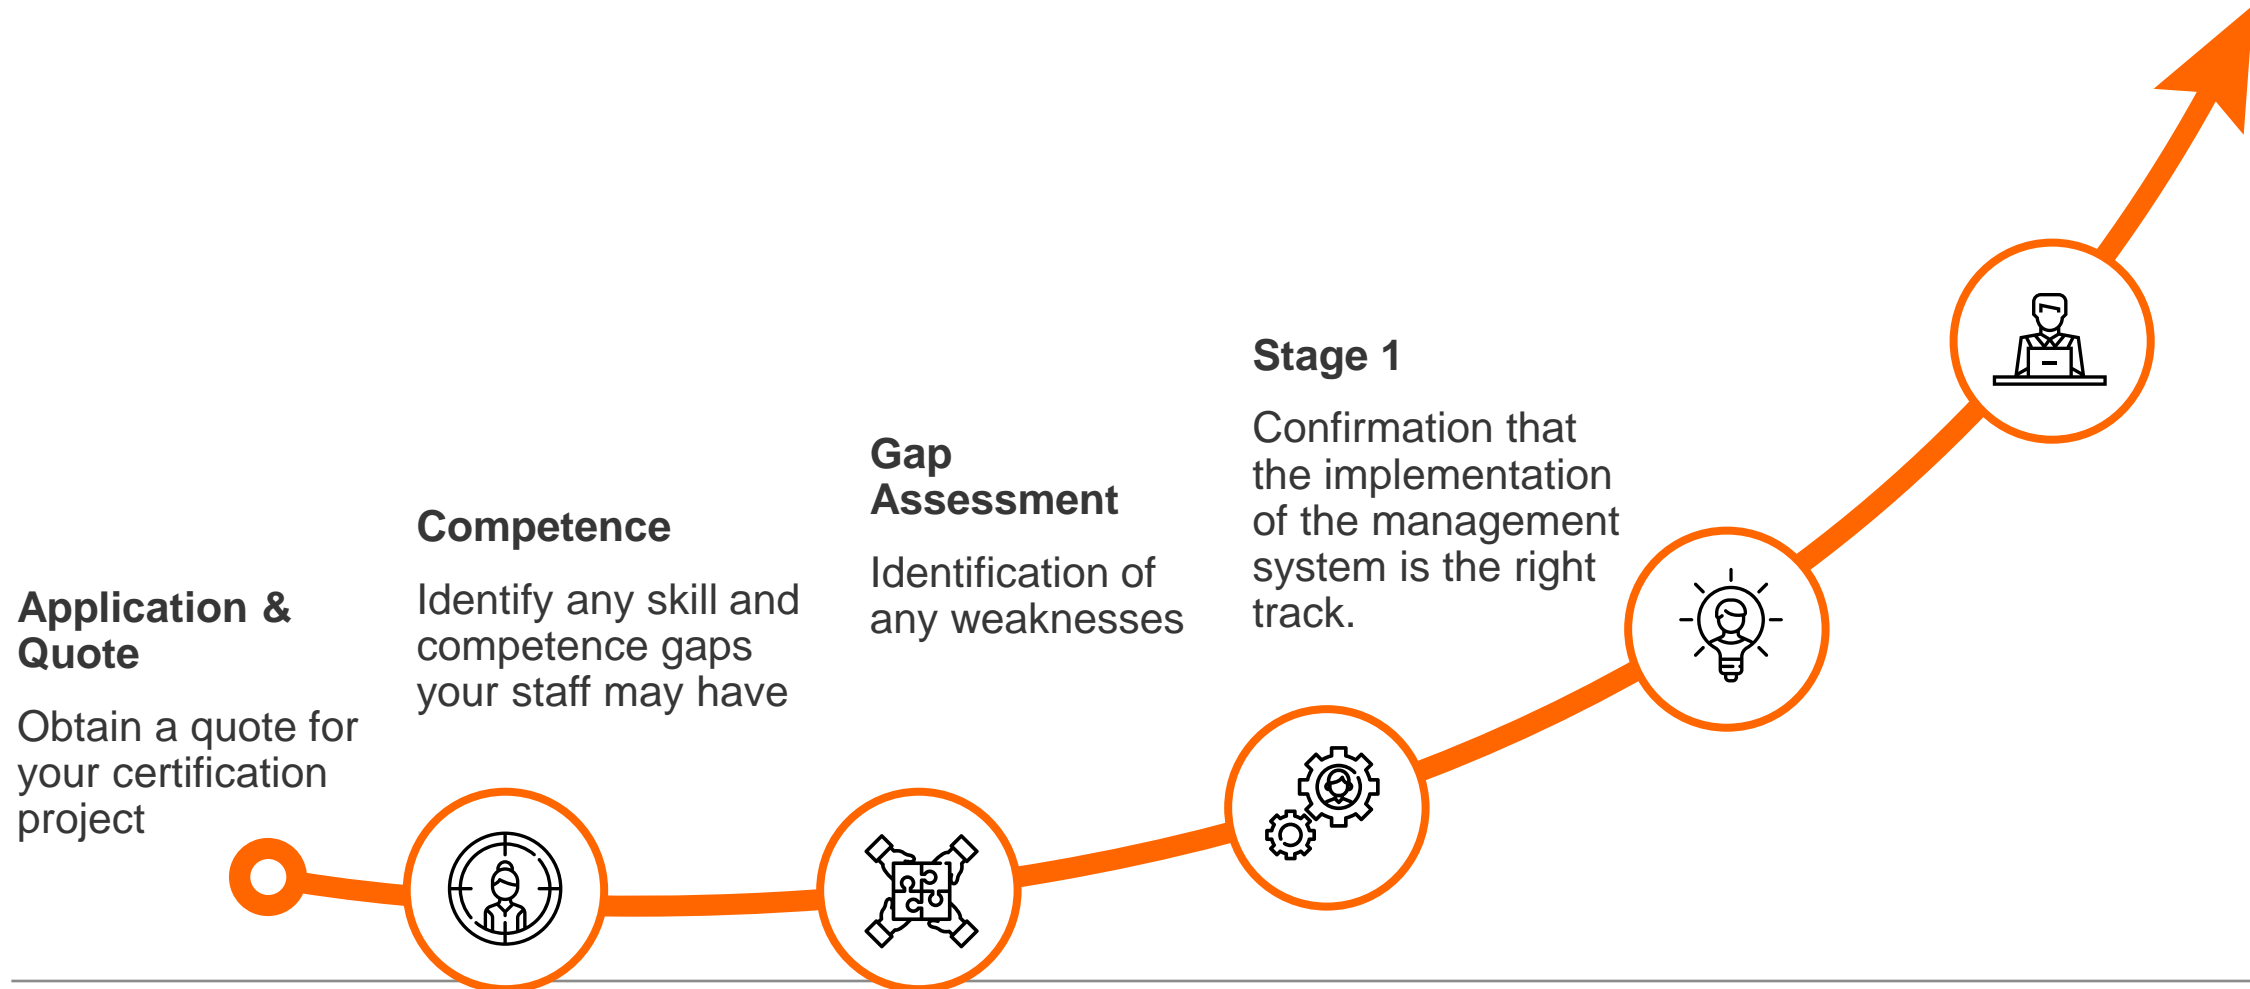 Application &
Quote
Obtain a quote for
your certification
project
Competence
Identify any skill and
competence gaps
your staff may have
Gap
Assessment
Identification of
any weaknesses
Stage 1
Confirmation that
the implementation
of the management
system is the right
track.